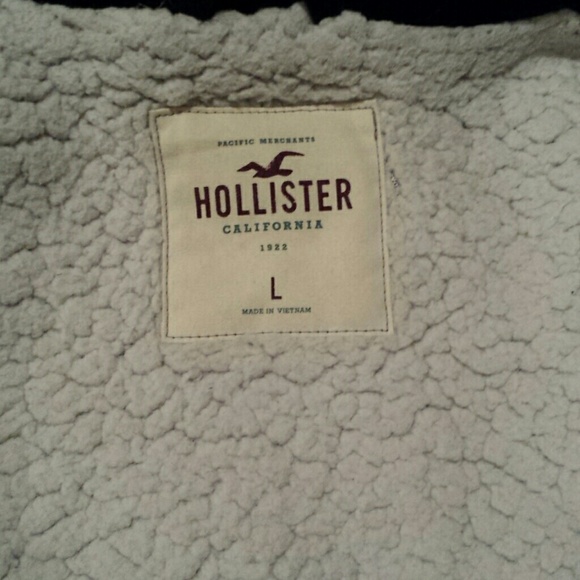 PACIFIC MERCHANTS
HOLLISTER
CALIFORNIA
1922
L
MADE IN VIETNAM